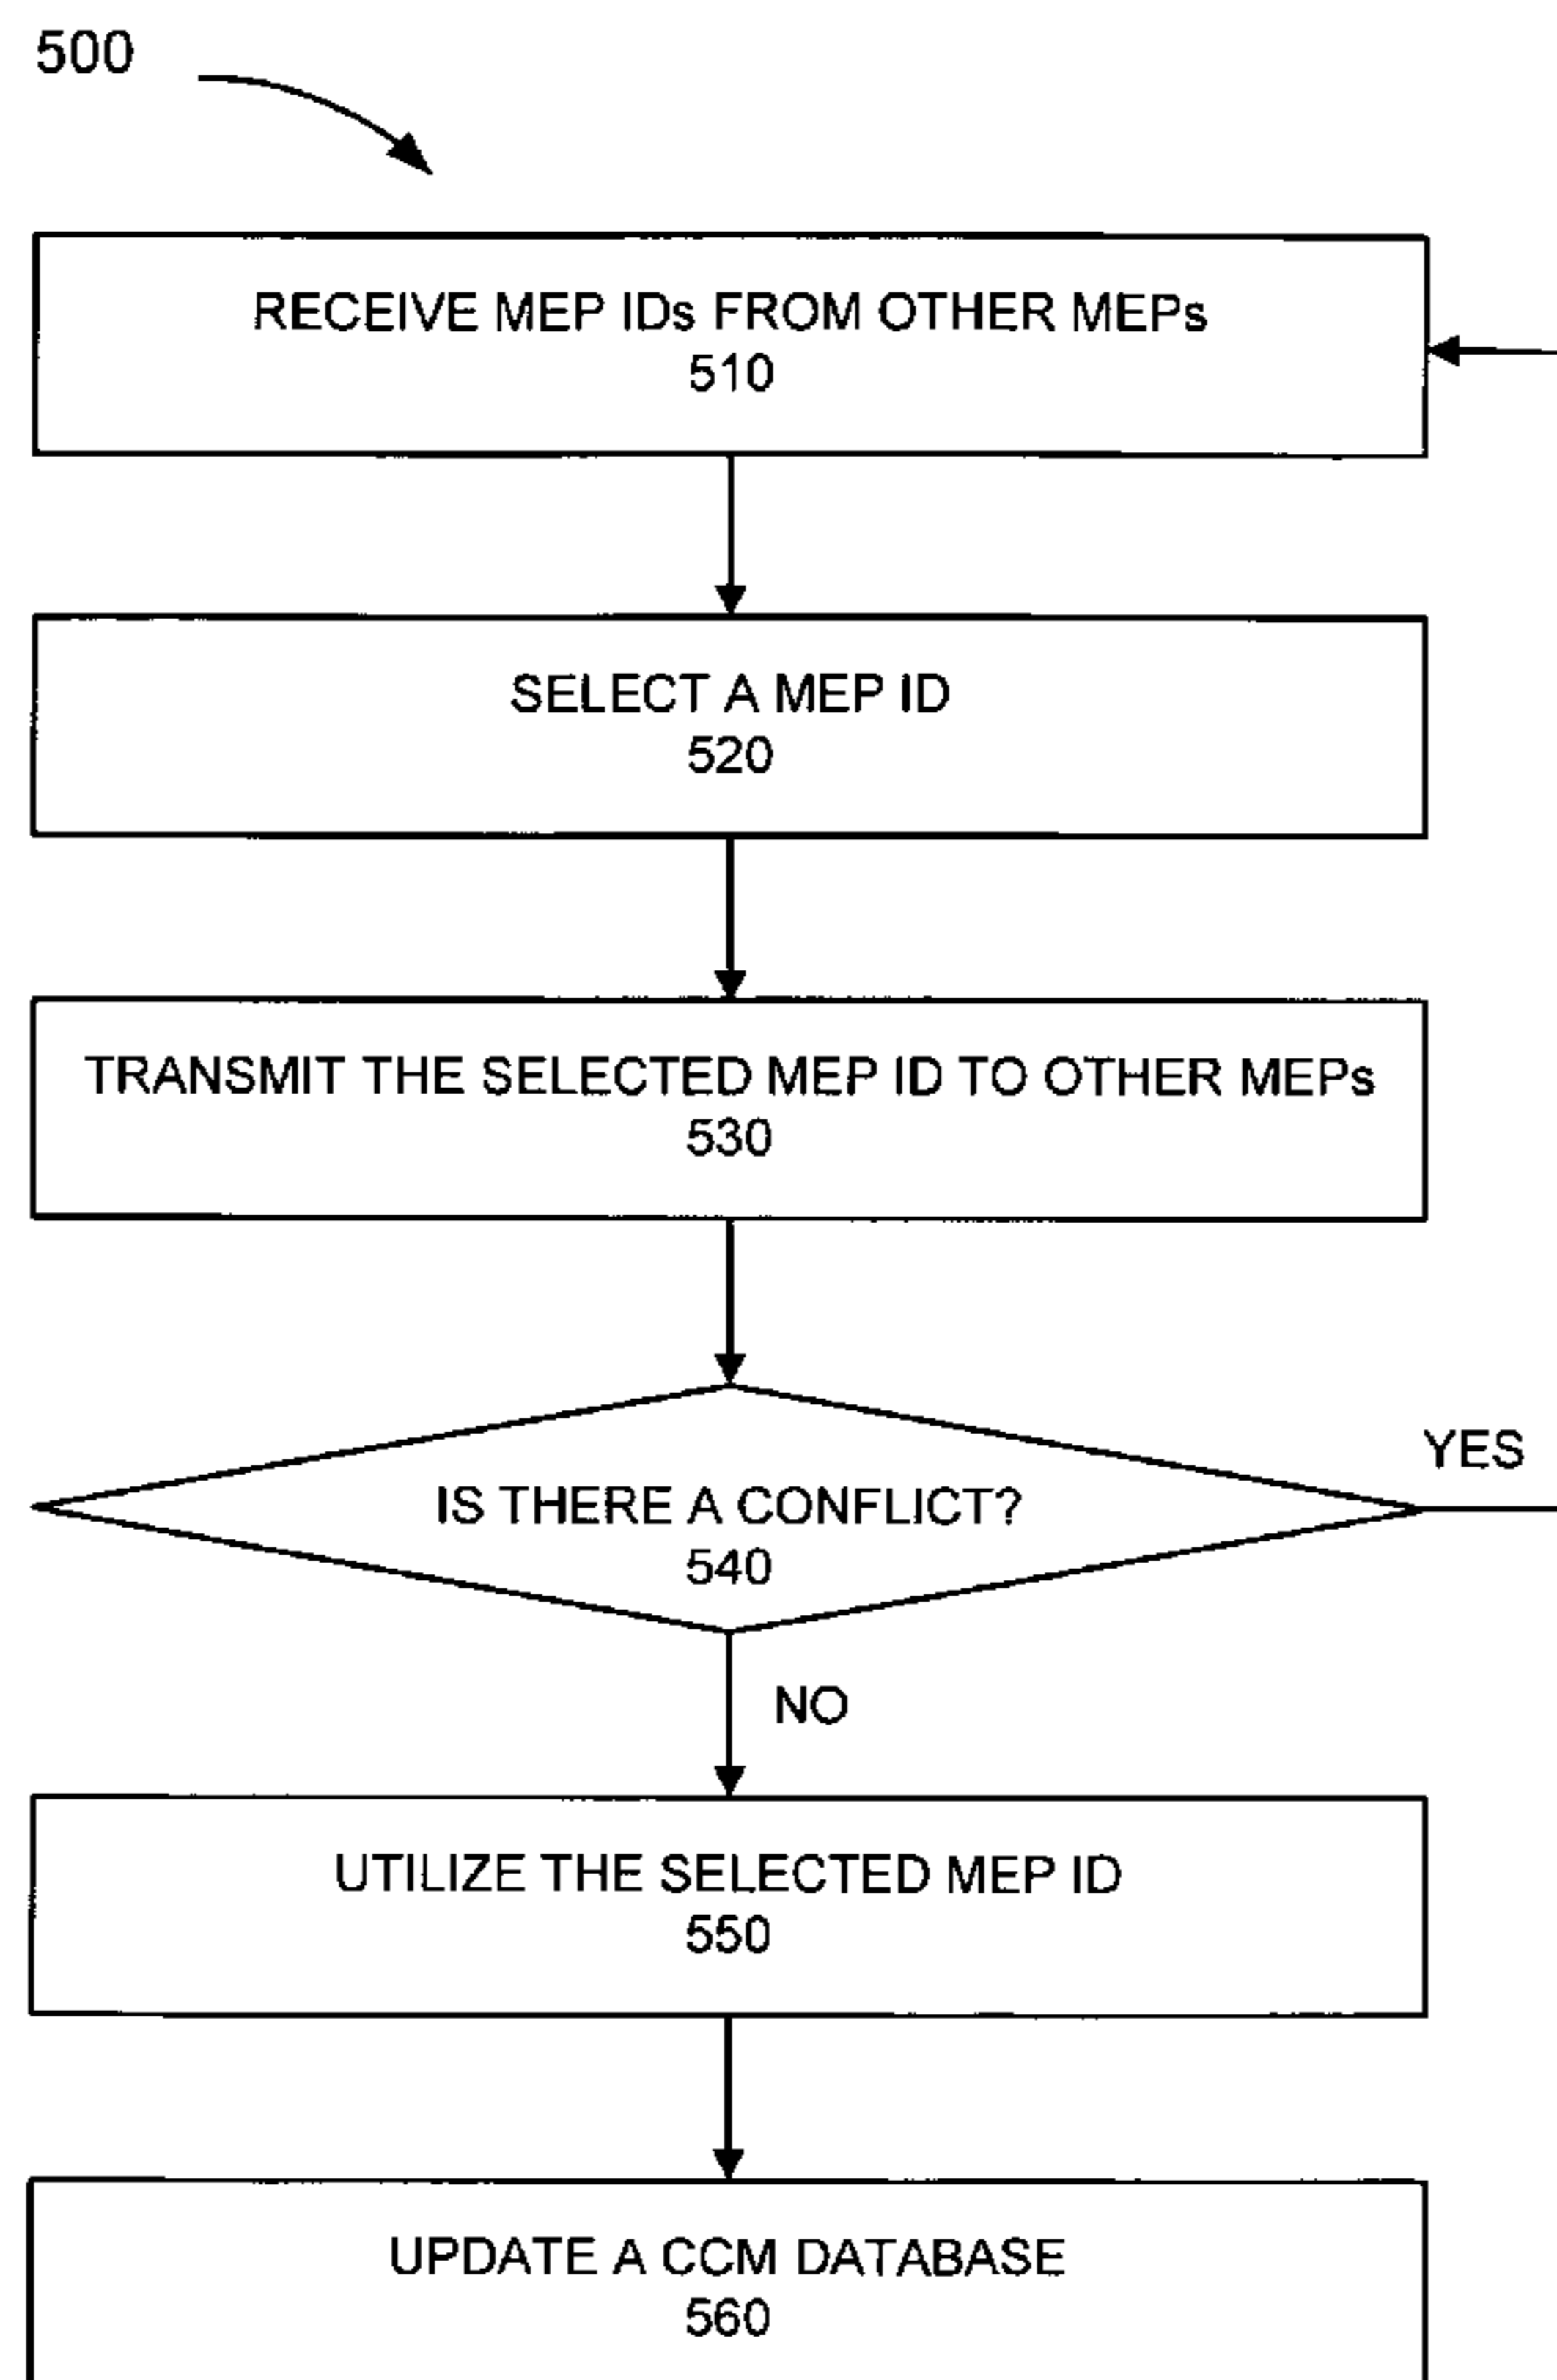 500
RECEIVE MEP IDs FROM OTHER MEPs
510
SELECT A MEP ID
520
TRANSMIT THE SELECTED MEP ID TO OTHER MEPs
530
IS THERE A CONFLICT?
540
YES
NO
UTILIZE THE SELECTED MEP ID
550
UPDATE A CCM DATABASE
560